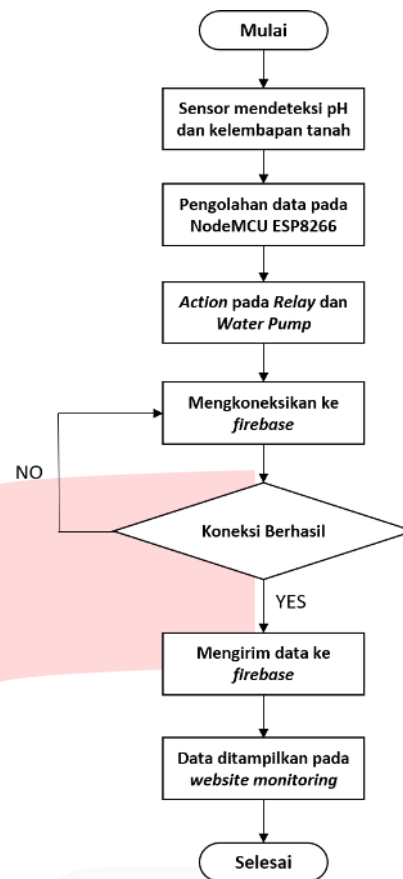 Mulai
Sensor mendeteksi pH
dan kelembapan tanah
Pengolahan data pada
NodeMCU ESP8266
Action pada Relay dan
Water Pump
Mengkoneksikan ke
firebase
NO
Koneksi Berhasil
YES
Mengirim data ke
firebase
Data ditampilkan pada
website monitoring
Selesai